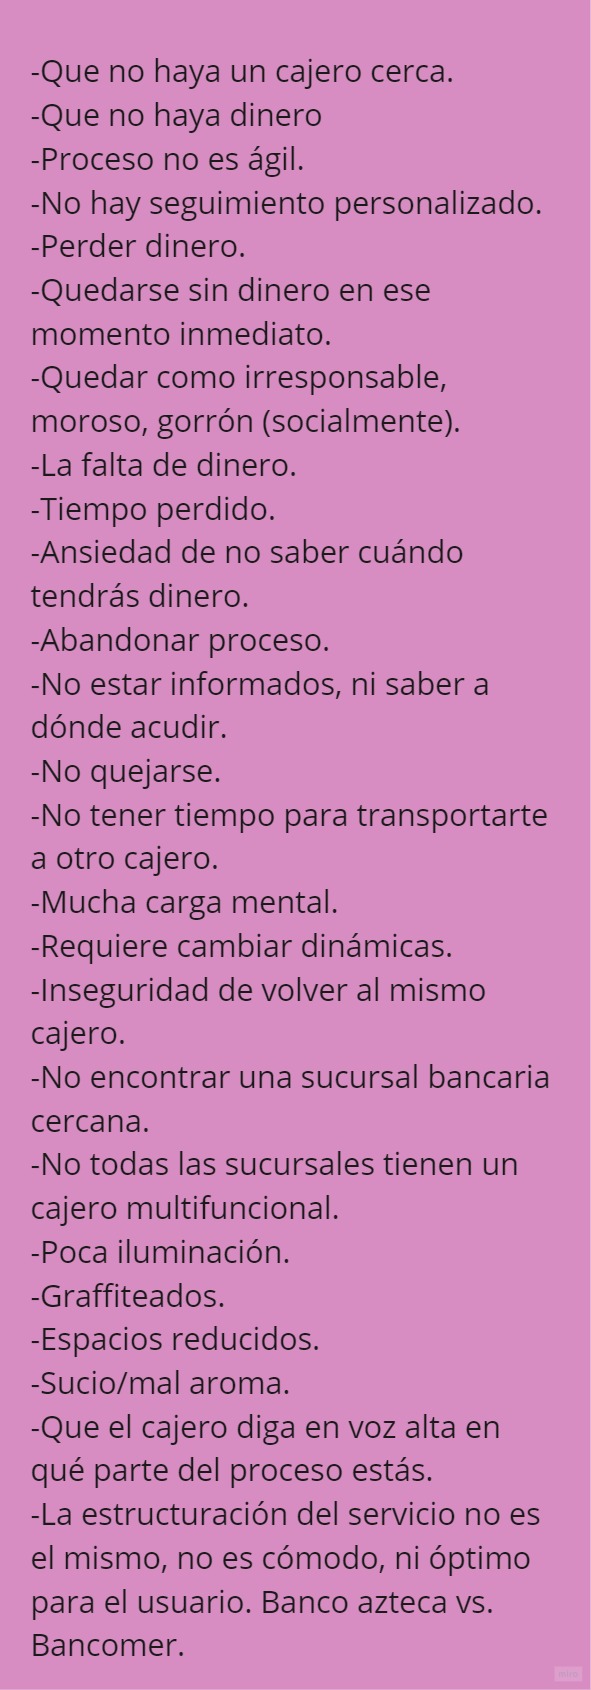 -Que no haya un cajero cerca.
-Que no haya dinero
-Proceso no es ágil.
-No hay seguimiento personalizado.
-Perder dinero.
-Quedarse sin dinero en ese
momento inmediato.
-Quedar como irresponsable,
moroso, gorrón (socialmente).
-La falta de dinero.
-Tiempo perdido.
-Ansiedad de no saber cuándo
tendrás dinero.
-Abandonar proceso.
-No estar informados, ni saber a
dónde acudir.
-No quejarse.
-No tener tiempo para transportarte
a otro cajero.
-Mucha carga mental.
-Requiere cambiar dinámicas.
-Inseguridad de volver al mismo
cajero.
-No encontrar una sucursal bancaria
cercana.
-No todas las sucursales tienen un
cajero multifuncional.
-Poca iluminación.
-Graffiteados.
-Espacios reducidos.
-Sucio/mal aroma.
-Que el cajero diga en voz alta en
qué parte del proceso estás.
-La estructuración del servicio no es
el mismo, no es cómodo, ni óptimo
para el usuario. Banco azteca vs.
Bancomer.
miro